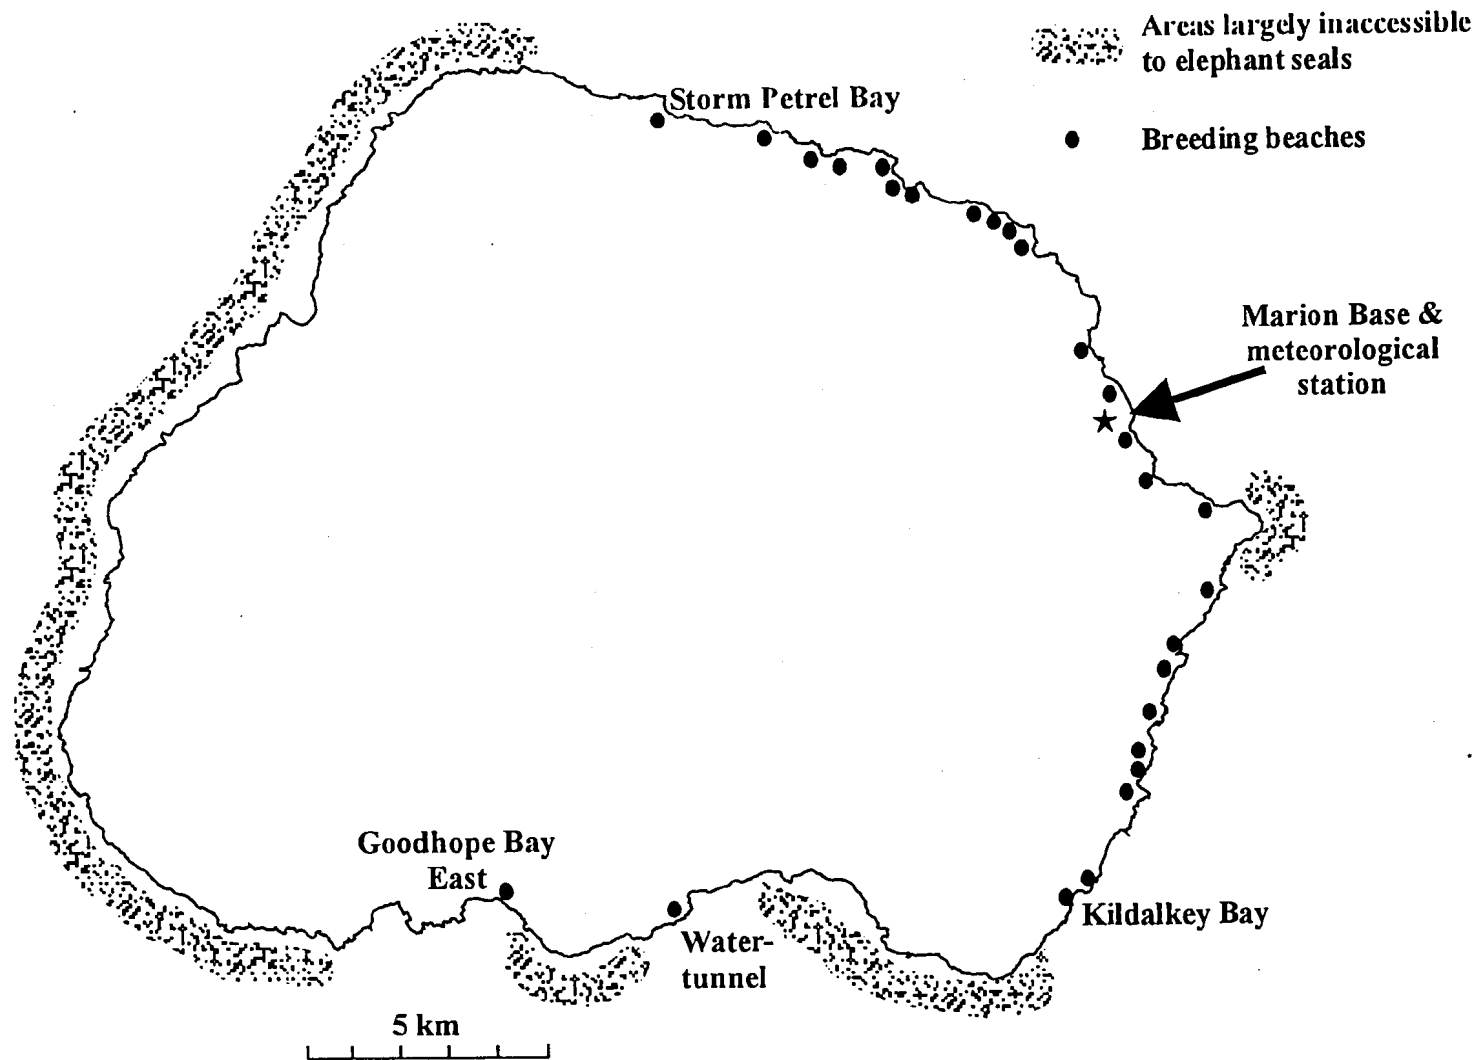 Areas largely inaccessible
to elephant seals
Storm Petrel Bay
Breeding beaches
Marion Base &
meteorological
station
Goodhope Bay
East
Water-
tunnel
Kildalkey Bay
5 km